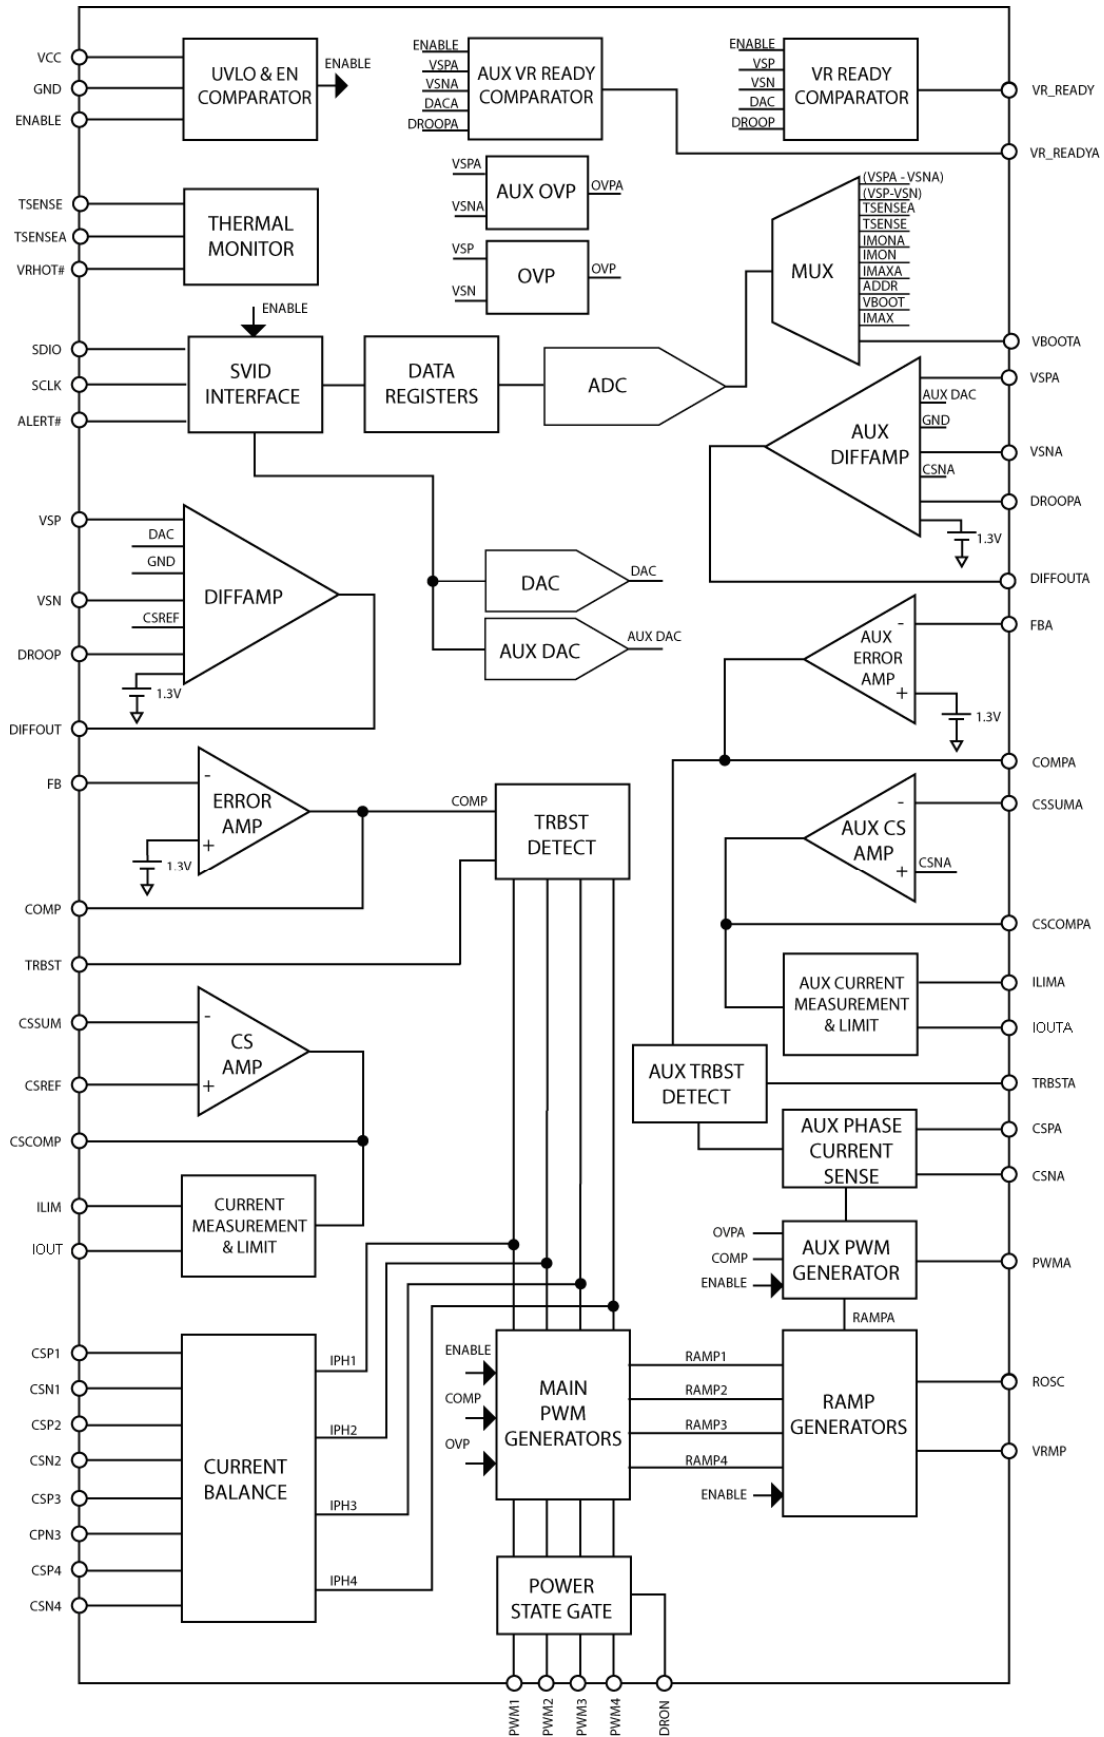 VCC
GND
ENABLE
UVLO & EN
COMPARATOR
ENABLE
ENABLE
VSPA
VSNA
DACA
DROOPA
AUX VR READY
COMPARATOR
ENABLE
VSP
VSN
DAC
DROOP
VR READY
COMPARATOR
VR_READY
VR_READYA
TSENSE
TSENSEA
VRHOT#
THERMAL
MONITOR
VSPA
VSNA
AUX OVP
OVPA
VSP
VSN
OVP
OVP
MUX
(VSPA - VSNA)
(VSP-VSN)
TSENSEA
TSENSE
IMONA
IMON
IMAXA
ADDR
VBOOT
IMAX
VBOOTA
ENABLE
SDIO
SCLK
ALERT#
SVID
INTERFACE
DATA
REGISTERS
ADC
VSPA
AUX DAC
GND
AUX
DIFFAMP
VSNA
CSNA
DROOPA
1.3V
DIFFOUTA
VSP
DAC
GND
VSN
DIFFAMP
CSREF
DROOP
1.3V
DIFFOUT
DAC
DAC
AUX DAC
AUX DAC
FBA
-
AUX
ERROR
AMP
+
1.3V
COMPA
FB
-
ERROR
AMP
+
1.3V
COMP
COMP
TRBST
DETECT
TRBST
CSSUMA
-
AUX CS
AMP
+
CSNA
CSCOMPA
AUX CURRENT
MEASUREMENT
& LIMIT
ILIMA
IOUTA
CSSUM
-
CS
AMP
+
CSREF
CSCOMP
AUX TRBST
DETECT
TRBSTA
AUX PHASE
CURRENT
SENSE
CSPA
CSNA
ILIM
IOUT
CURRENT
MEASUREMENT
& LIMIT
OVPA
COMP
ENABLE
AUX PWM
GENERATOR
PWMA
RAMPA
CSP1
CSN1
CSP2
CSN2
CSP3
CPN3
CSP4
CSN4
CURRENT
BALANCE
IPH1
IPH2
IPH3
IPH4
ENABLE
COMP
OVP
MAIN
PWM
GENERATORS
RAMP1
RAMP2
RAMP3
RAMP4
ENABLE
RAMP
GENERATORS
ROSC
VRMP
POWER
STATE GATE
PWM1
PWM2
PWM3
PWM4
DRON